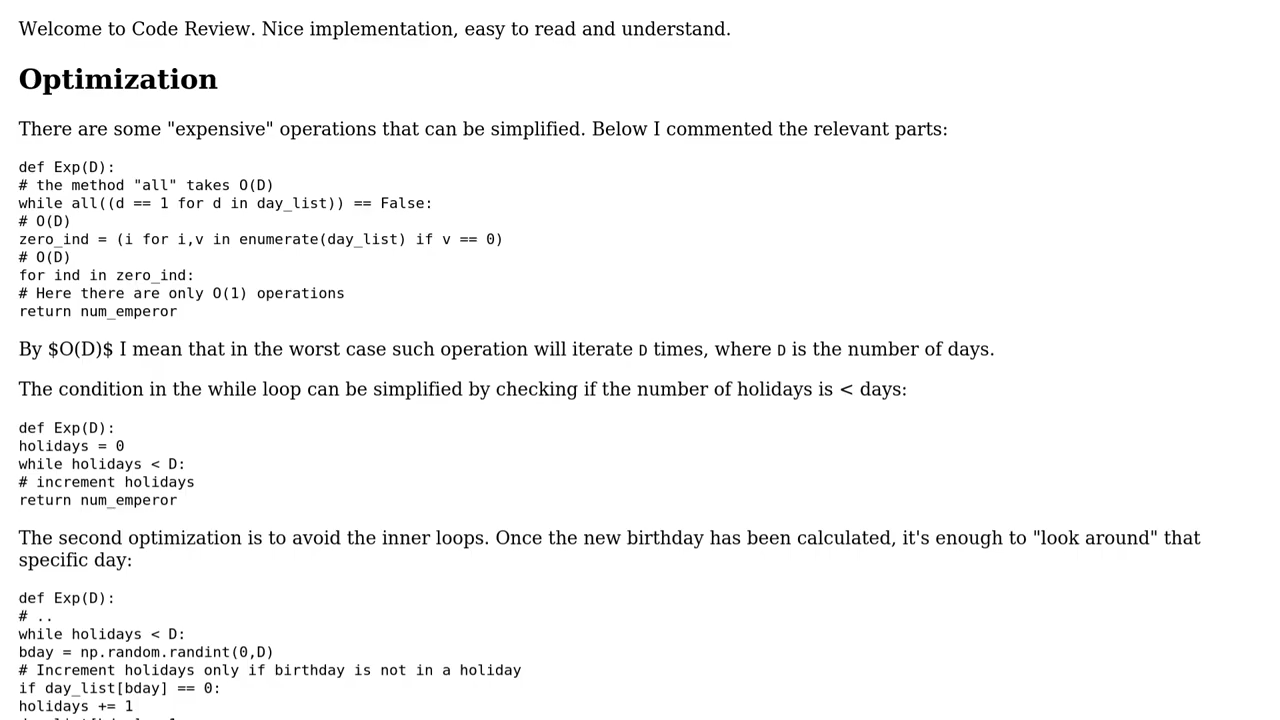 Welcome to Code Review. Nice implementation, easy to read and understand.
Optimization
There are some "expensive" operations that can be simplified. Below I commented the relevant parts:
def Exp(D):
# the method "all" takes O(D)
while all((d == 1 for d in day_list)) == False:
# O(D)
zero_ind = (i for i,v in enumerate(day_list) if v == 0)
# O(D)
for ind in zero_ind:
# Here there are only O(1) operations
return num_emperor
By $O(D)$ I mean that in the worst case such operation will iterate D times, where D is the number of days.
The condition in the while loop can be simplified by checking if the number of holidays is < days:
def Exp(D):
holidays = 0
while holidays < D:
# increment holidays
return num_emperor
The second optimization is to avoid the inner loops. Once the new birthday has been calculated, it's enough to "look around" that
specific day:
def Exp(D):
# ..
while holidays < D:
bday = np.random.randint(0,D)
# Increment holidays only if birthday is not in a holiday
if day_list[bday] == 0:
holidays += 1